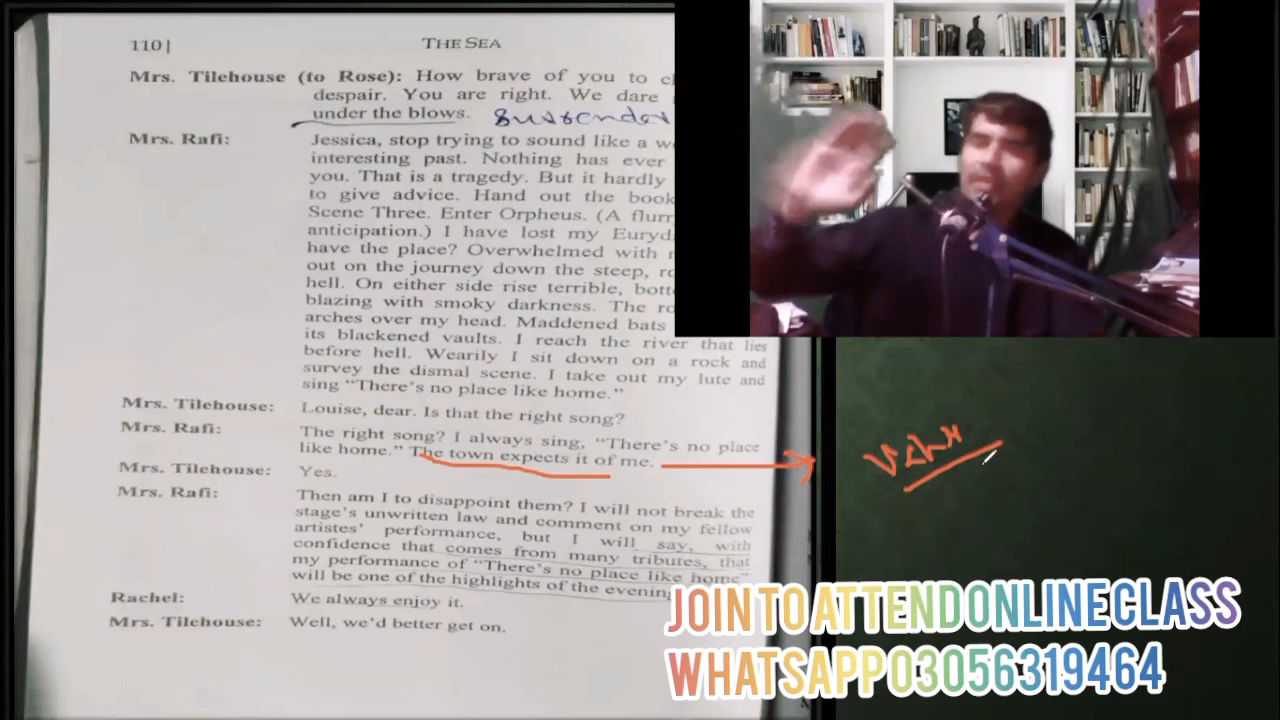 110| THE SEA
Mrs. Tilehouse (to Rose): How brave of you to
despair. You are right. We dare
under the blows. Surrender
Mrs. Rafi: Jessica, stop trying to sound like a
interesting past. Nothing has ever
you. That is a tragedy. But it hardly
to give advice. Hand out the
Scene Three. Enter Orpheus. (A
anticipation.) I have lost my
have the place? Overwhelmed with
out on the journey down the steep,
hell. On either side rise terrible,
blazing with smoky darkness. The
arches over my head. Maddened bats
its blackened vaults. I reach the river that lies
before hell. Wearily I sit down on a rock and
survey the dismal scene. I take out my lute and
sing “There’s no place like home.”
Mrs. Tilehouse: Louise, dear. Is that the right song?
Mrs. Rafi: The right song? I always sing, “There’s no place
like home.” The town expects it of me.
Mrs. Tilehouse: Yes.
Mrs. Rafi: Then am I to disappoint them? I will not break the
stage’s unwritten law and comment on my fellow
artistes’ performance, but I will say, with
confidence that comes from many tributes, that
my performance of “There’s no place like home”
will be one of the highlights of the evening
Rachel: We always enjoy it.
Mrs. Tilehouse: Well, we’d better get on.
JOIN TO ATTEND ONLINE CLASS
WHATSAPP 03056319464